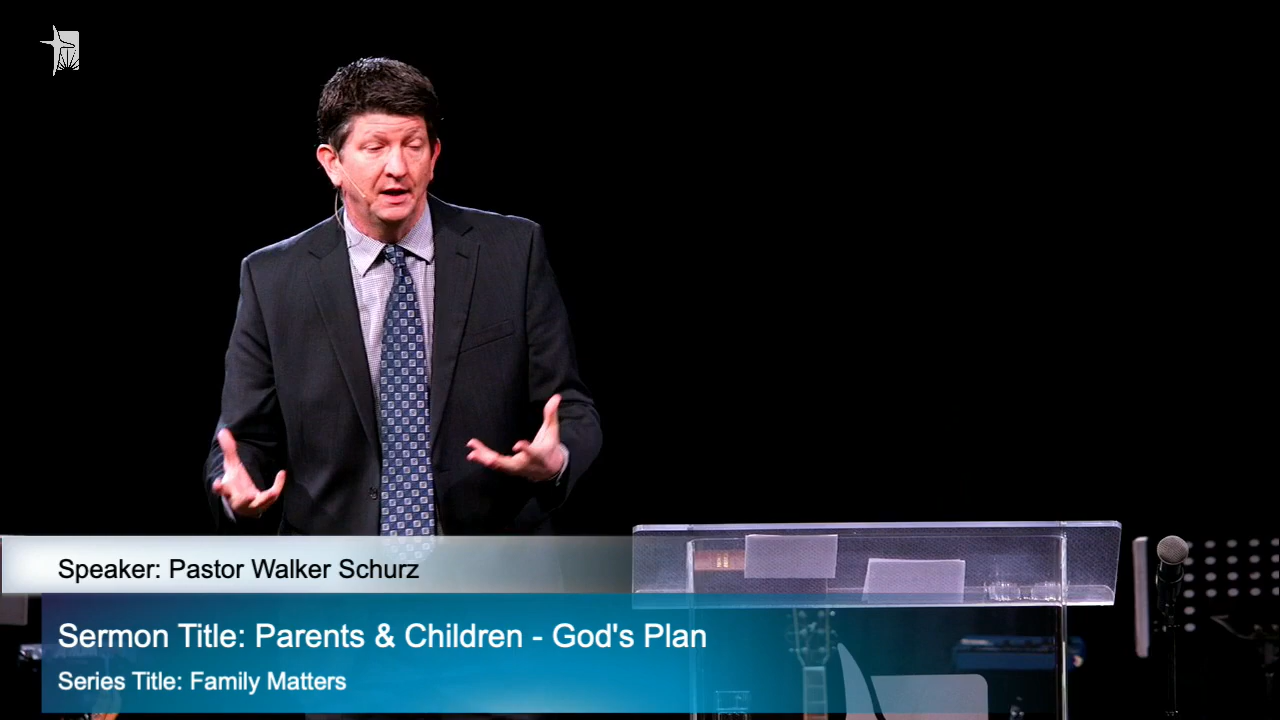 Speaker: Pastor Walker Schurz
Sermon Title: Parents & Children - God's Plan
Series Title: Family Matters